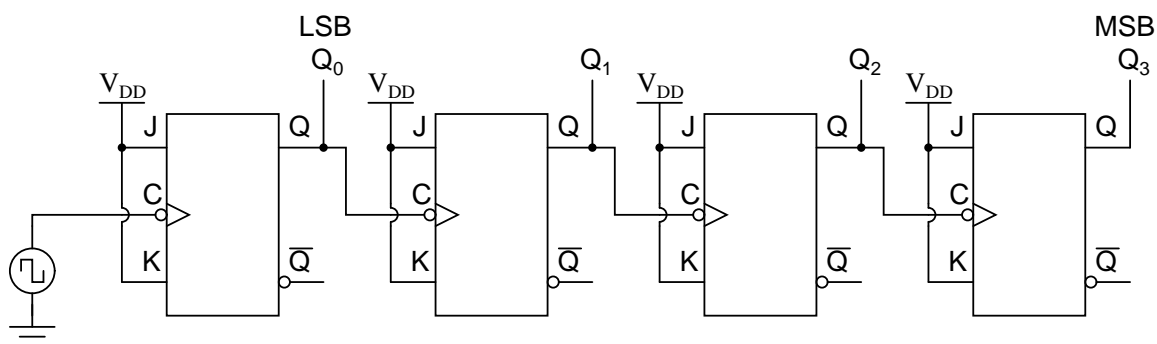 LSB MSB
Q0 Q1 Q2 Q3
VDD VDD VDD VDD
J Q J Q J Q J Q
C C C C
K Q̅ K Q̅ K Q̅ K Q̅